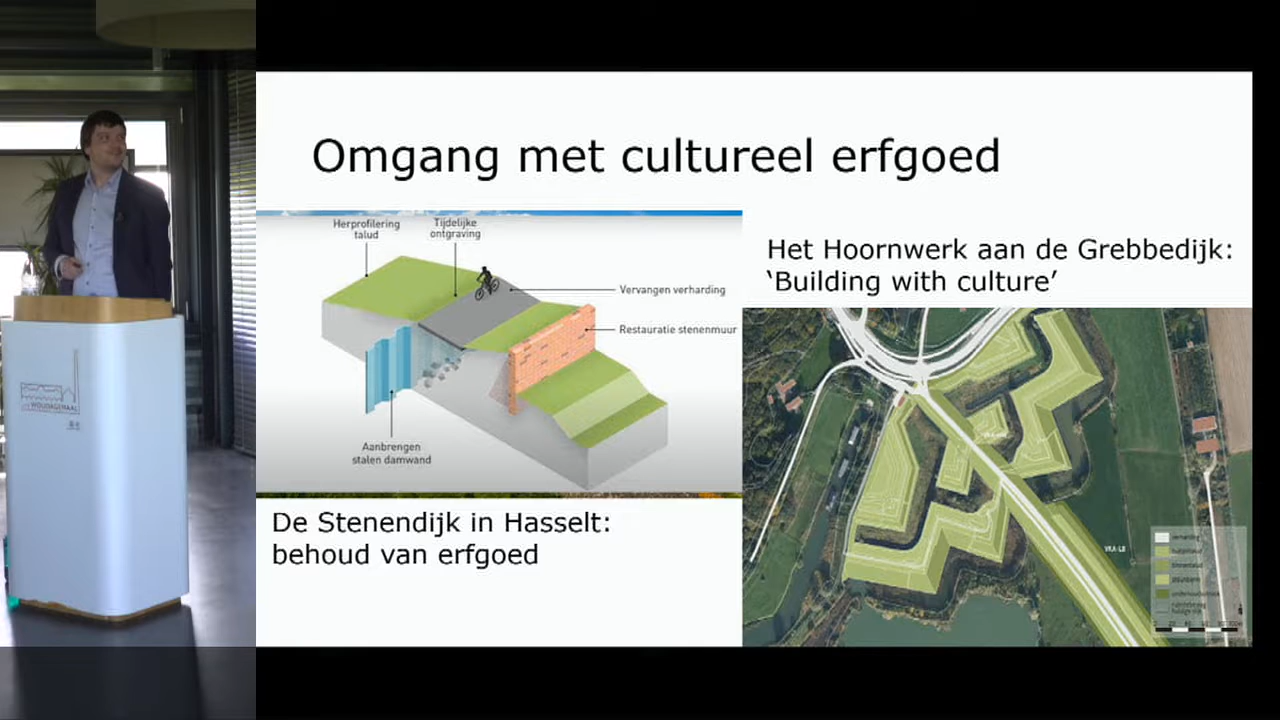 Omgang met cultureel erfgoed
Herprofilering
talud
Tijdelijke
ontgraving
Vervangen verharding
Restauratie stenenmuur
Aanbrengen
stalen damwand
De Stenendijk in Hasselt:
behoud van erfgoed
Het Hoornwerk aan de Grebbedijk:
‘Building with culture’
WOUDAGEMAAL